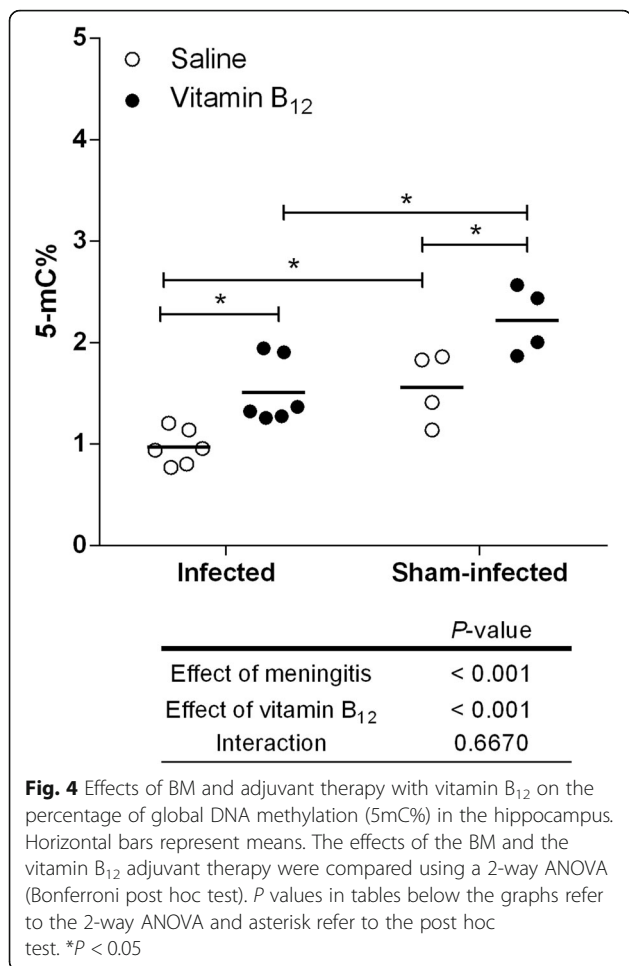 5
○ Saline
● Vitamin B₁₂
4
*
3
*
*
*
2
1
0
5-mC%
Infected Sham-infected
P-value
Effect of meningitis < 0.001
Effect of vitamin B₁₂ < 0.001
Interaction 0.6670
Fig. 4 Effects of BM and adjuvant therapy with vitamin B₁₂ on the
percentage of global DNA methylation (5mC%) in the hippocampus.
Horizontal bars represent means. The effects of the BM and the
vitamin B₁₂ adjuvant therapy were compared using a 2-way ANOVA
(Bonferroni post hoc test). P values in tables below the graphs refer
to the 2-way ANOVA and asterisk refer to the post hoc
test. *P < 0.05